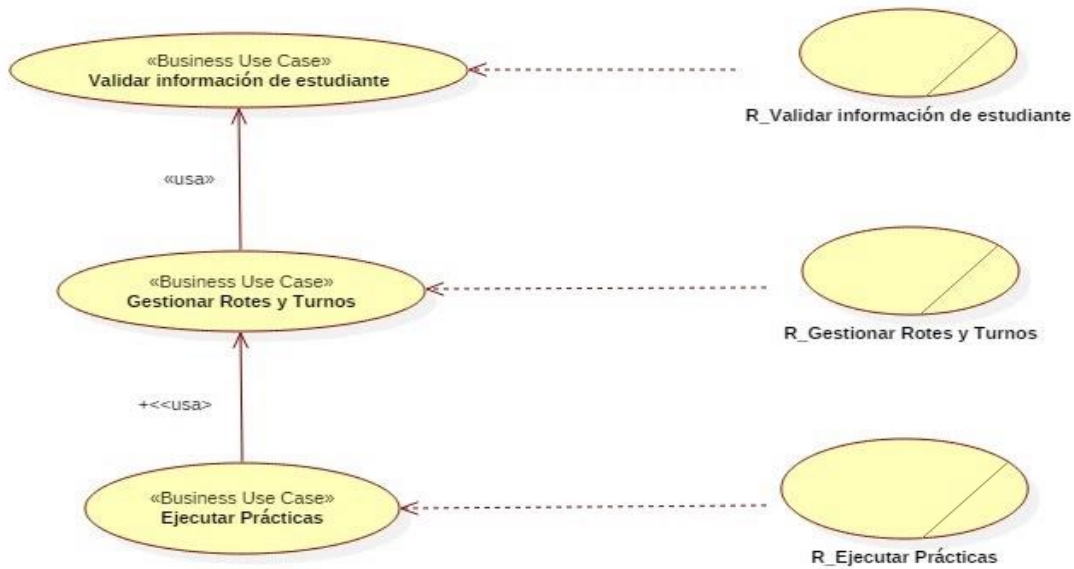 «Business Use Case»
Validar información de estudiante
R_Validar información de estudiante
«usa»
«Business Use Case»
Gestionar Rotes y Turnos
R_Gestionar Rotes y Turnos
+<<usa>
«Business Use Case»
Ejecutar Prácticas
R_Ejecutar Prácticas